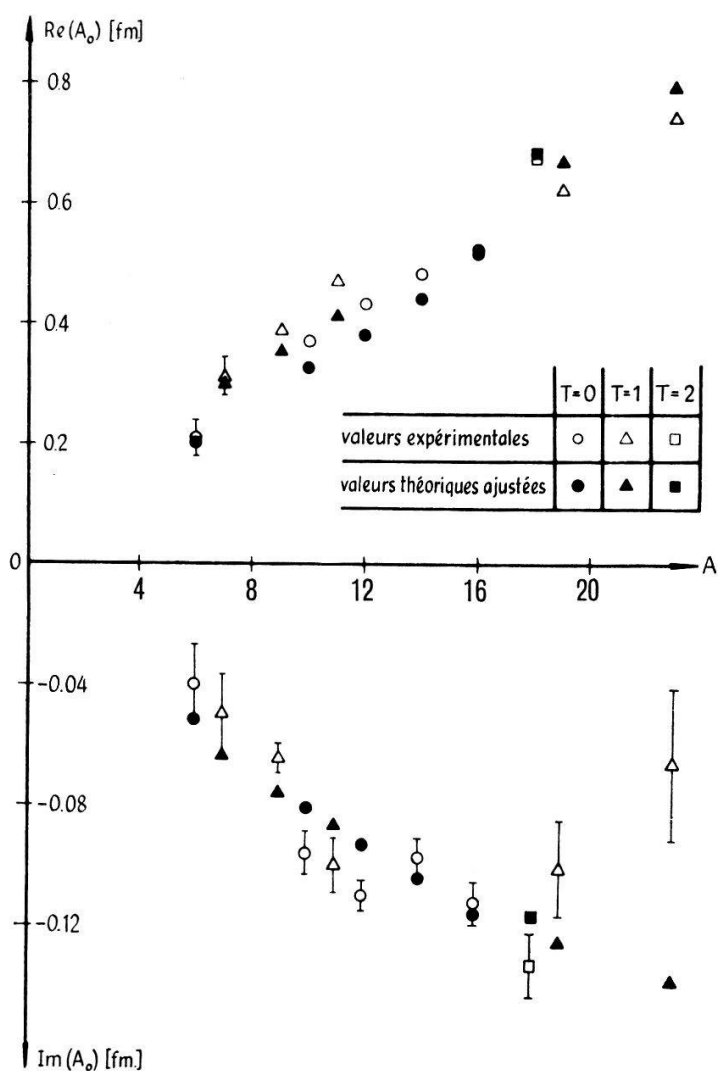 Re(A₀) [fm]
0.8
0.6
0.4
T=0 T=1 T=2
valeurs expérimentales
valeurs théoriques ajustées
0.2
0
4 8 12 16 20 A
-0.04
-0.08
-0.12
Im(A₀) [fm.]